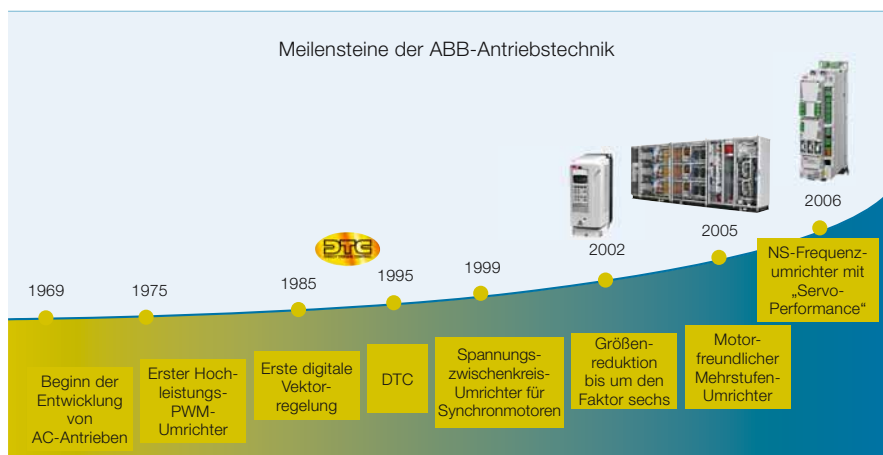 Meilensteine der ABB-Antriebstechnik
1969
1975
1985
DTC
1995
1999
2002
2005
2006
Beginn der
Entwicklung
von
AC-Antrieben
Erster Hoch-
leistungs-
PWM-
Umrichter
Erste digitale
Vektor-
regelung
DTC
Spannungs-
zwischenkreis-
Umrichter für
Synchronmotoren
Größen-
reduktion
bis um den
Faktor sechs
Motor-
freundlicher
Mehrstufen-
Umrichter
NS-Frequenz-
umrichter mit
„Servo-
Performance“